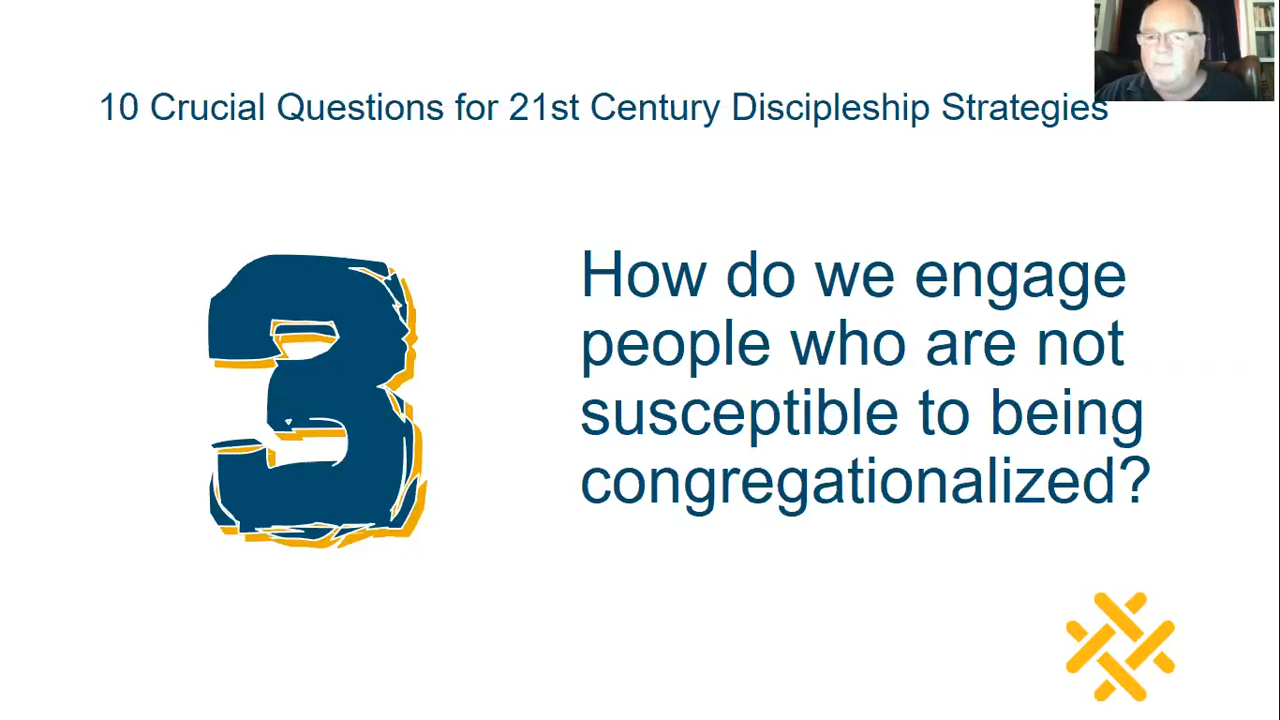 10 Crucial Questions for 21st Century Discipleship Strategies
3
How do we engage
people who are not
susceptible to being
congregationalized?